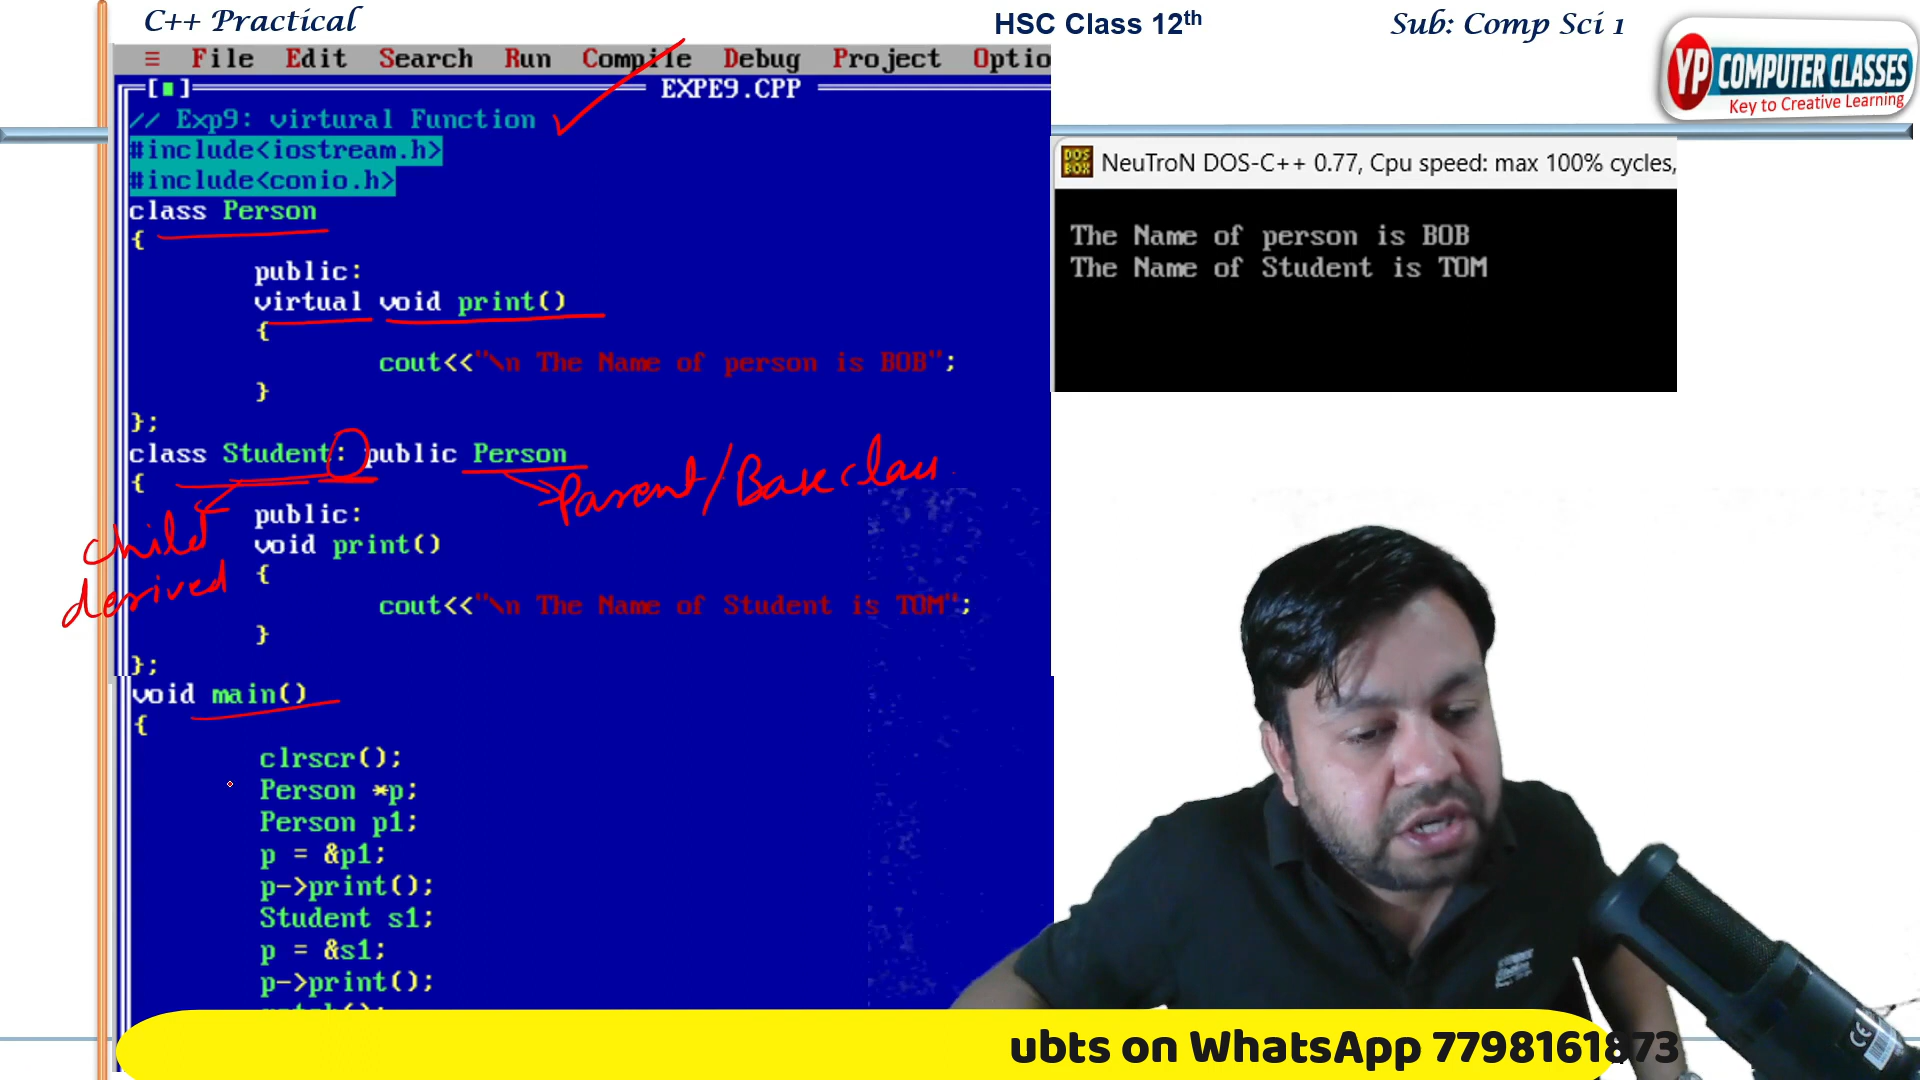 C++ Practical
HSC Class 12th
Sub: Comp Sci 1
YP COMPUTER CLASSES
Key to Creative Learning
≡ File Edit Search Run Compile Debug Project Optio
[■] EXPE9.CPP
// Exp9: virtural Function
#include<iostream.h>
#include<conio.h>
class Person
{
public:
virtual void print()
{
cout<<"\n The Name of person is BOB";
}
};
class Student: public Person
{
Parent/Base class
public:
child
void print()
derived
{
cout<<"\n The Name of Student is TOM";
}
};
void main()
{
clrscr();
Person *p;
Person p1;
p = &p1;
p->print();
Student s1;
p = &s1;
p->print();
DOS BOX
NeuTroN DOS-C++ 0.77, Cpu speed: max 100% cycles,
The Name of person is BOB
The Name of Student is TOM
CE
ubts on WhatsApp 7798161873